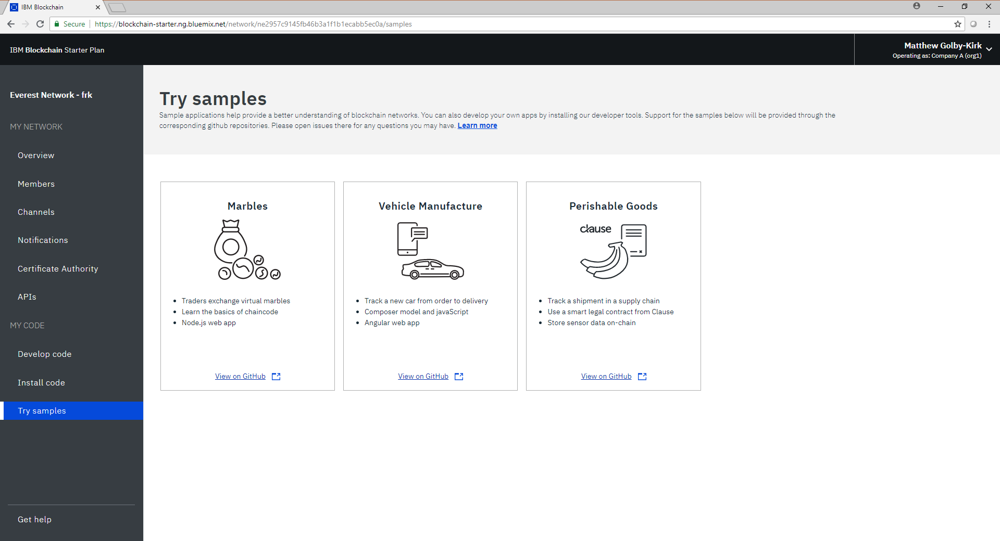 IBM Blockchain
Secure
https://blockchain-starter.ng.bluemix.net/network/ne2957c9145fb46b3a1f1b1ecabb5ec0a/samples
IBM Blockchain Starter Plan
Matthew Golby-Kirk
Operating as: Company A (org1)
Everest Network - frk
MY NETWORK
Overview
Members
Channels
Notifications
Certificate Authority
APIs
MY CODE
Develop code
Install code
Try samples
Get help
Try samples
Sample applications help provide a better understanding of blockchain networks. You can also develop your own apps by installing our developer tools. Support for the samples below will be provided through the
corresponding github repositories. Please open issues there for any questions you may have. Learn more
Marbles
• Traders exchange virtual marbles
• Learn the basics of chaincode
• Node.js web app
View on GitHub
Vehicle Manufacture
• Track a new car from order to delivery
• Composer model and javaScript
• Angular web app
View on GitHub
Perishable Goods
clause
• Track a shipment in a supply chain
• Use a smart legal contract from Clause
• Store sensor data on-chain
View on GitHub